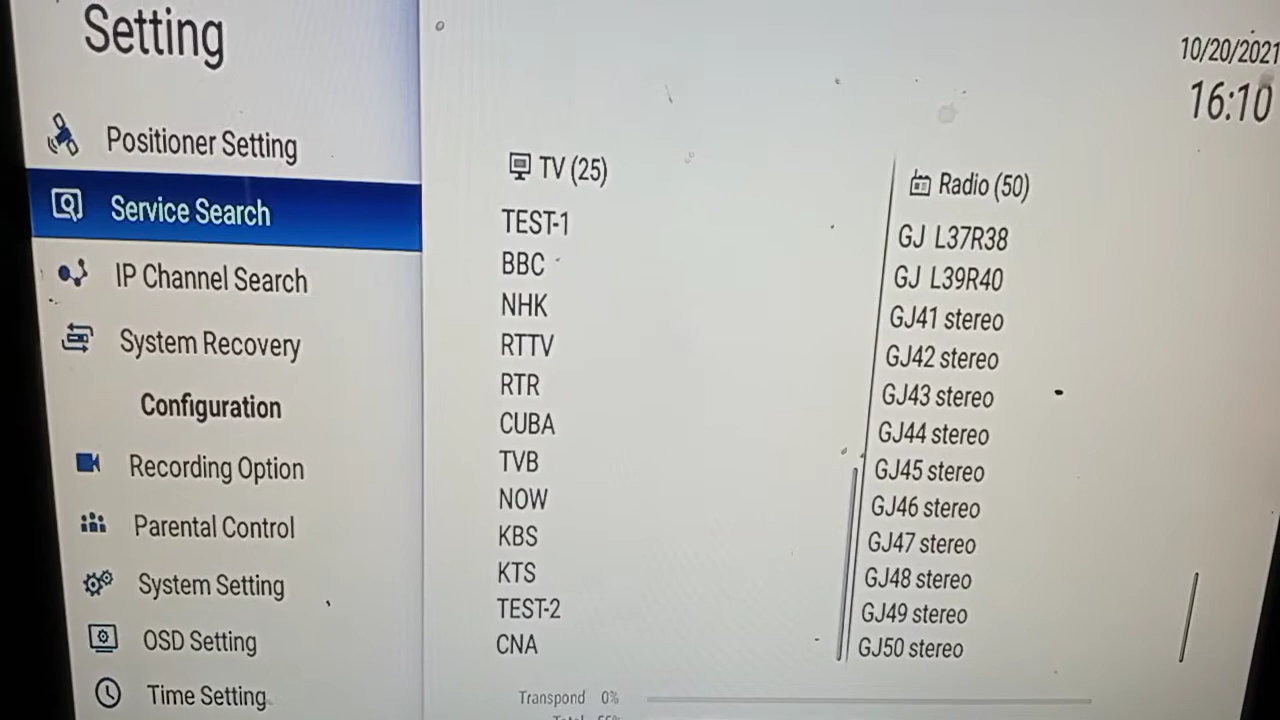 Setting
10/20/2021
16:10
Positioner Setting
Service Search
IP Channel Search
System Recovery
Configuration
Recording Option
Parental Control
System Setting
OSD Setting
Time Setting
TV (25)
TEST-1
BBC
NHK
RTTV
RTR
CUBA
TVB
NOW
KBS
KTS
TEST-2
CNA
Radio (50)
GJ L37R38
GJ L39R40
GJ41 stereo
GJ42 stereo
GJ43 stereo
GJ44 stereo
GJ45 stereo
GJ46 stereo
GJ47 stereo
GJ48 stereo
GJ49 stereo
GJ50 stereo
Transpond 0%